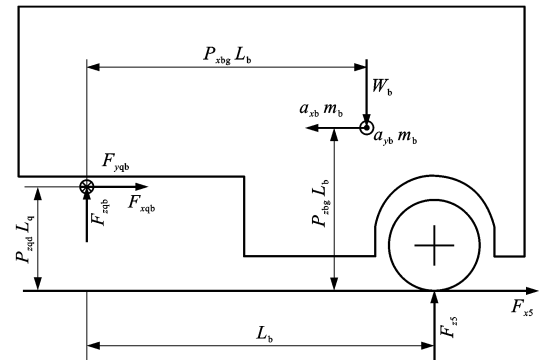 P_xbg L_b
W_b
a_xb m_b
a_yb m_b
F_yqb
F_xqb
F_zqb
P_zbg L_b
P_zqd L_q
F_x5
F_z5
L_b